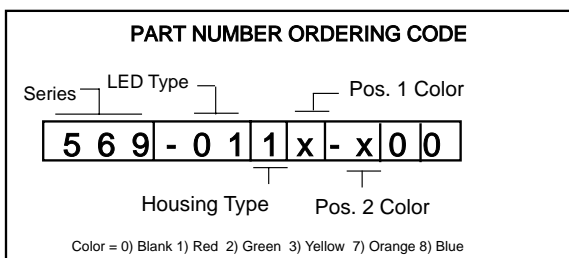 PART NUMBER ORDERING CODE
LED Type
Series
Pos. 1 Color
5 6 9 - 0 1 1 x - x 0 0
Housing Type
Pos. 2 Color
Color = 0) Blank 1) Red 2) Green 3) Yellow 7) Orange 8) Blue